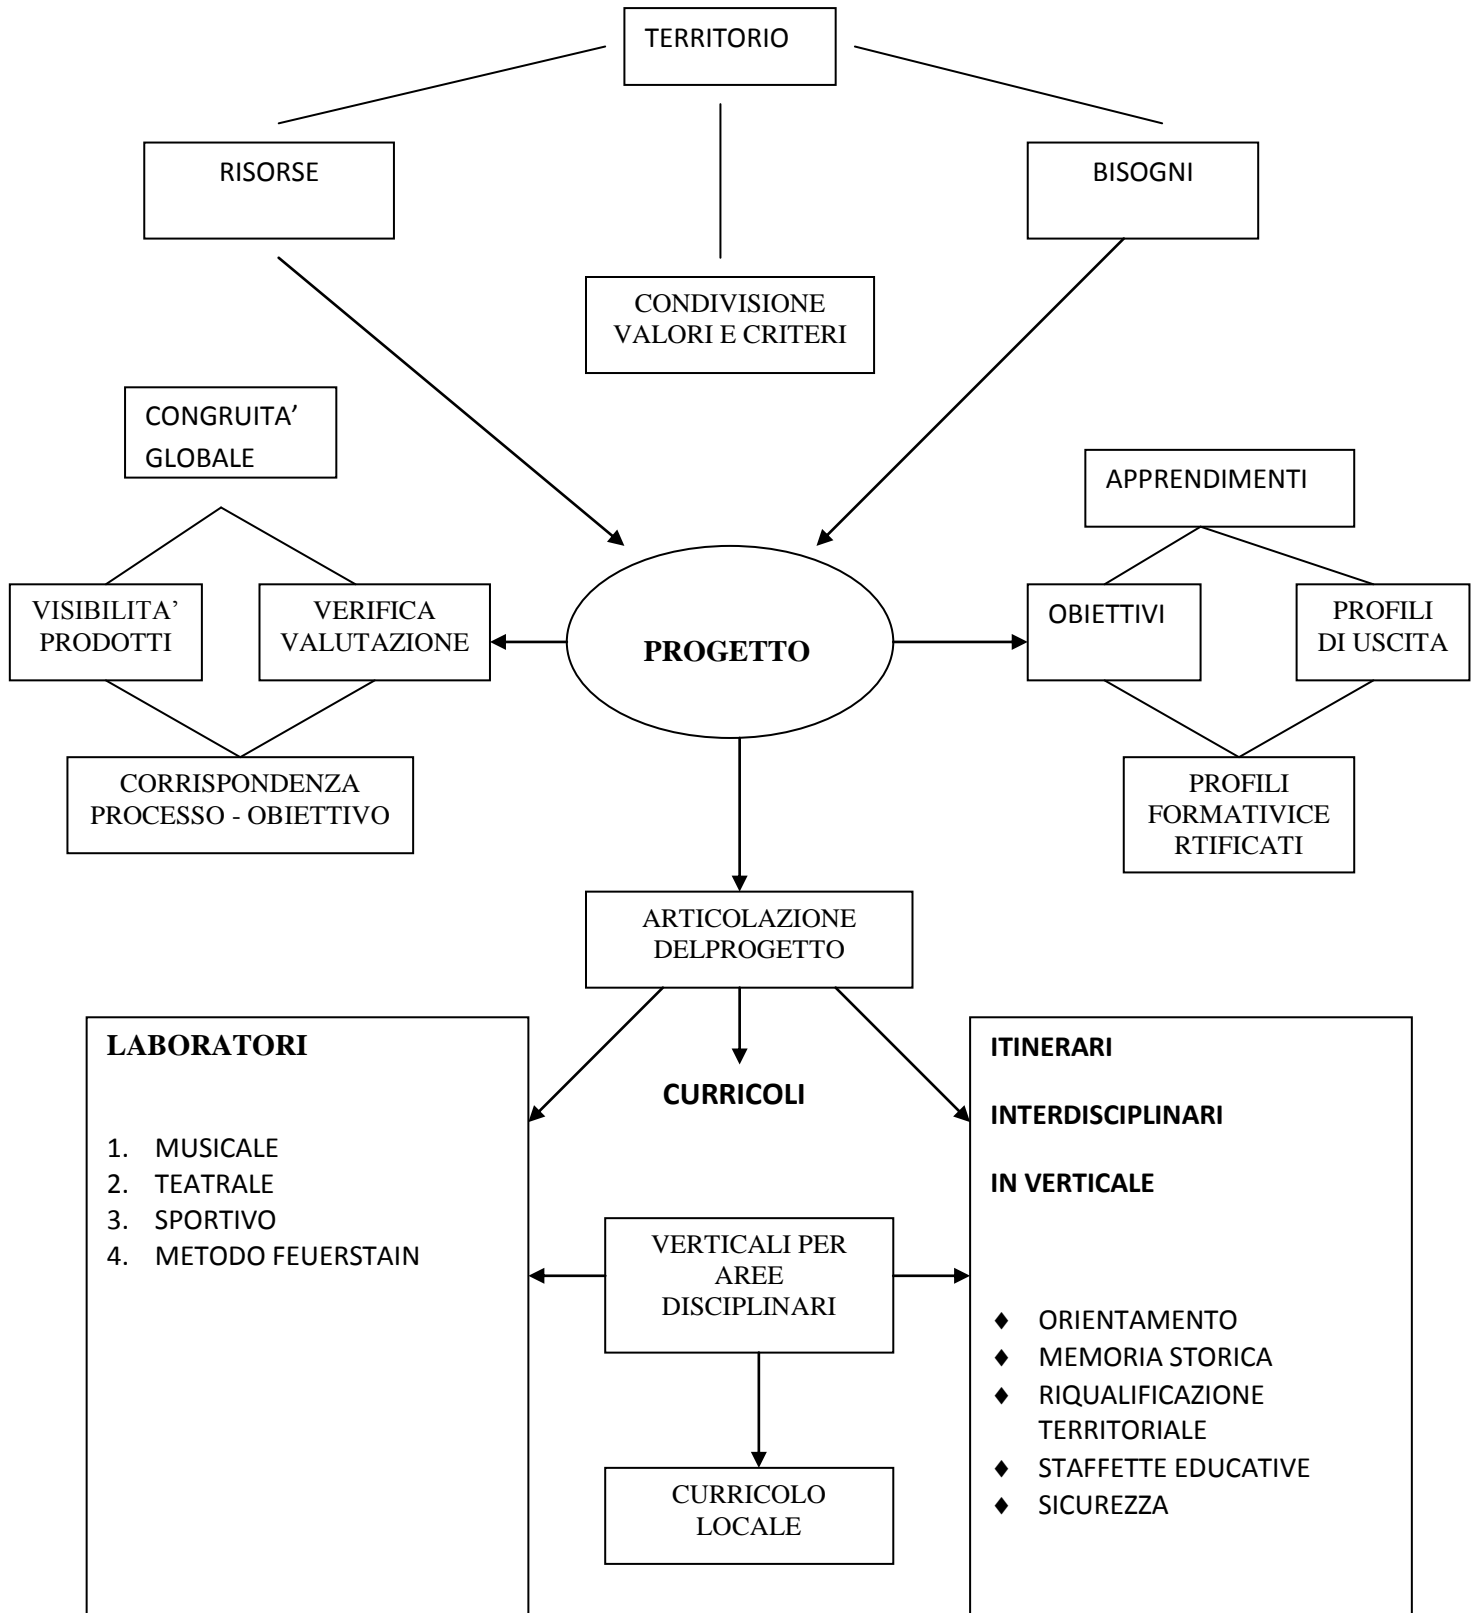 TERRITORIO
RISORSE
BISOGNI
CONDIVISIONE
VALORI E CRITERI
CONGRUITA’
GLOBALE
APPRENDIMENTI
VISIBILITA’
PRODOTTI
VERIFICA
VALUTAZIONE
PROGETTO
OBIETTIVI
PROFILI
DI USCITA
CORRISPONDENZA
PROCESSO - OBIETTIVO
PROFILI
FORMATIVICE
RTIFICATI
ARTICOLAZIONE
DELPROGETTO
LABORATORI
1. MUSICALE
2. TEATRALE
3. SPORTIVO
4. METODO FEUERSTAIN
CURRICOLI
VERTICALI PER
AREE
DISCIPLINARI
CURRICOLO
LOCALE
ITINERARI
INTERDISCIPLINARI
IN VERTICALE
♦ ORIENTAMENTO
♦ MEMORIA STORICA
♦ RIQUALIFICAZIONE
TERRITORIALE
♦ STAFFETTE EDUCATIVE
♦ SICUREZZA